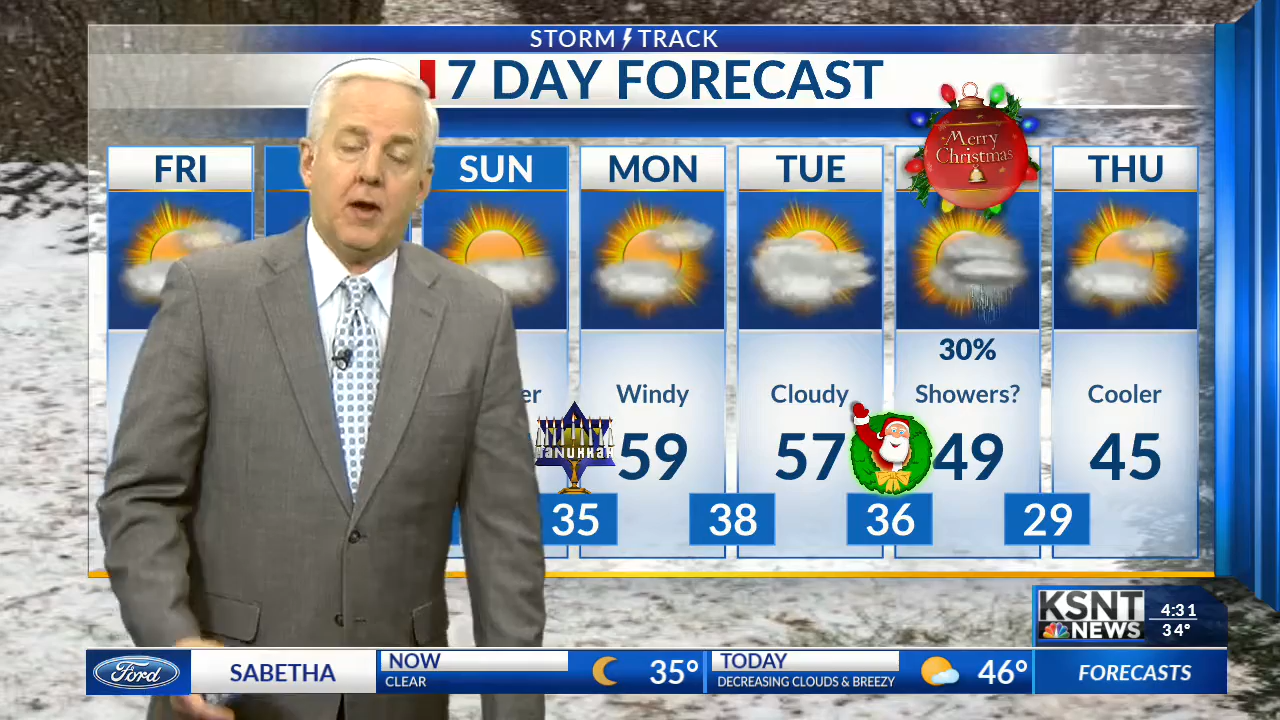 STORM TRACK
7 DAY FORECAST
Merry
Christmas
FRI
SUN
MON
TUE
THU
30%
er
Windy
Cloudy
Showers?
Cooler
HANUKKAH
59
57
49
45
35
38
36
29
KSNT
NEWS
4:31
34°
Ford
SABETHA
NOW
CLEAR
35°
TODAY
DECREASING CLOUDS & BREEZY
46°
FORECASTS